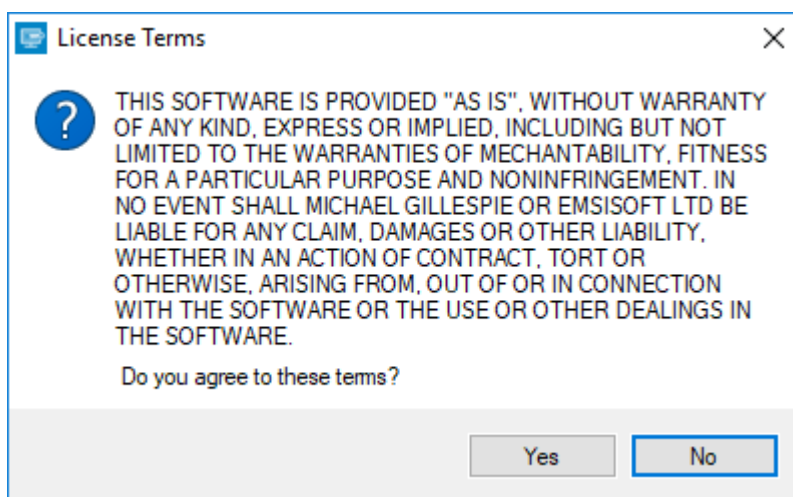 License Terms
THIS SOFTWARE IS PROVIDED "AS IS", WITHOUT WARRANTY
OF ANY KIND, EXPRESS OR IMPLIED, INCLUDING BUT NOT
LIMITED TO THE WARRANTIES OF MECHANTABILITY, FITNESS
FOR A PARTICULAR PURPOSE AND NONINFRINGEMENT. IN
NO EVENT SHALL MICHAEL GILLESPIE OR EMSISOFT LTD BE
LIABLE FOR ANY CLAIM, DAMAGES OR OTHER LIABILITY,
WHETHER IN AN ACTION OF CONTRACT, TORT OR
OTHERWISE, ARISING FROM, OUT OF OR IN CONNECTION
WITH THE SOFTWARE OR THE USE OR OTHER DEALINGS IN
THE SOFTWARE.
Do you agree to these terms?
Yes No